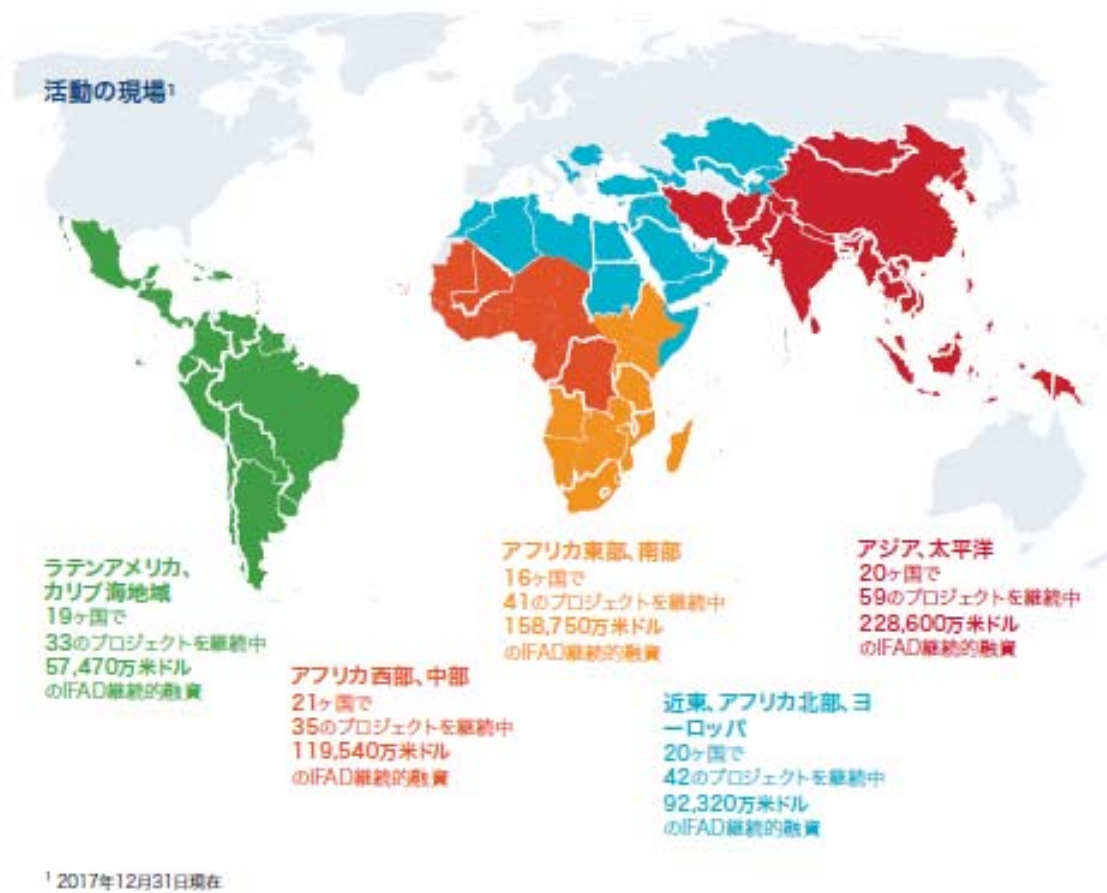 活動の現場1
ラテンアメリカ、
カリブ海地域
19ヶ国で
33のプロジェクトを継続中
57,470万米ドル
のIFAD継続的融資
アフリカ西部、中部
21ヶ国で
35のプロジェクトを継続中
119,540万米ドル
のIFAD継続的融資
アフリカ東部、南部
16ヶ国で
41のプロジェクトを継続中
158,750万米ドル
のIFAD継続的融資
近東、アフリカ北部、ヨ
ーロッパ
20ヶ国で
42のプロジェクトを継続中
92,320万米ドル
のIFAD継続的融資
アジア、太平洋
20ヶ国で
59のプロジェクトを継続中
228,600万米ドル
のIFAD継続的融資
1 2017年12月31日現在